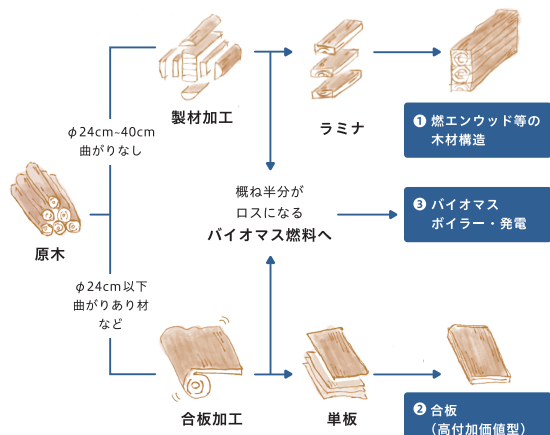 製材加工
ラミナ
❶ 燃エンウッド等の
木材構造
φ24cm~40cm
曲がりなし
原木
概ね半分が
ロスになる
バイオマス燃料へ
❸ バイオマス
ボイラー・発電
φ24cm以下
曲がりあり材
など
合板加工
単板
❷ 合板
（高付加価値型）